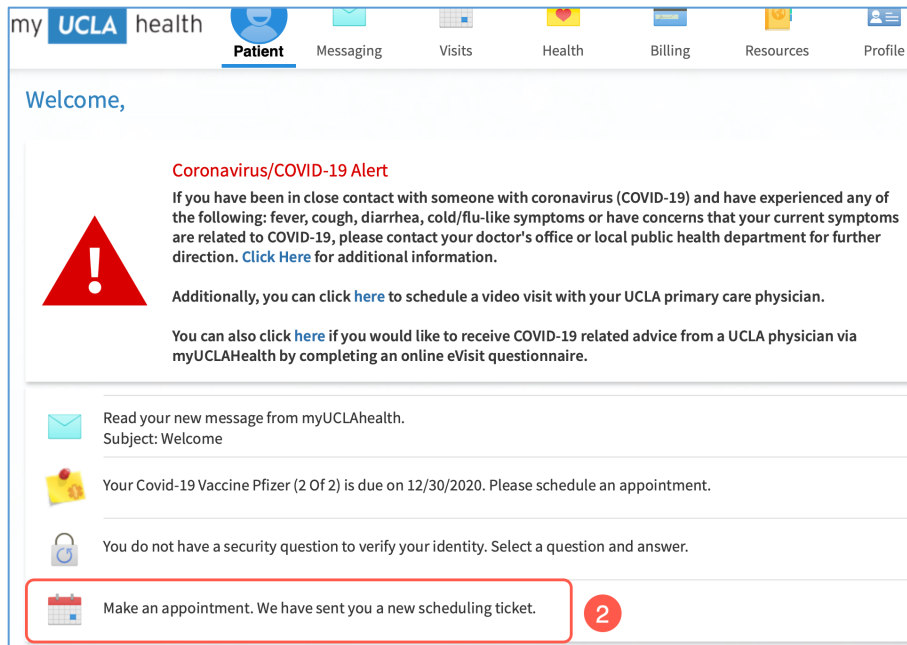 my UCLA health
Patient Messaging Visits Health Billing Resources Profile
Welcome,
Coronavirus/COVID-19 Alert
If you have been in close contact with someone with coronavirus (COVID-19) and have experienced any of
the following: fever, cough, diarrhea, cold/flu-like symptoms or have concerns that your current symptoms
are related to COVID-19, please contact your doctor's office or local public health department for further
direction. Click Here for additional information.
Additionally, you can click here to schedule a video visit with your UCLA primary care physician.
You can also click here if you would like to receive COVID-19 related advice from a UCLA physician via
myUCLAHealth by completing an online eVisit questionnaire.
Read your new message from myUCLAhealth.
Subject: Welcome
Your Covid-19 Vaccine Pfizer (2 Of 2) is due on 12/30/2020. Please schedule an appointment.
You do not have a security question to verify your identity. Select a question and answer.
Make an appointment. We have sent you a new scheduling ticket.
2